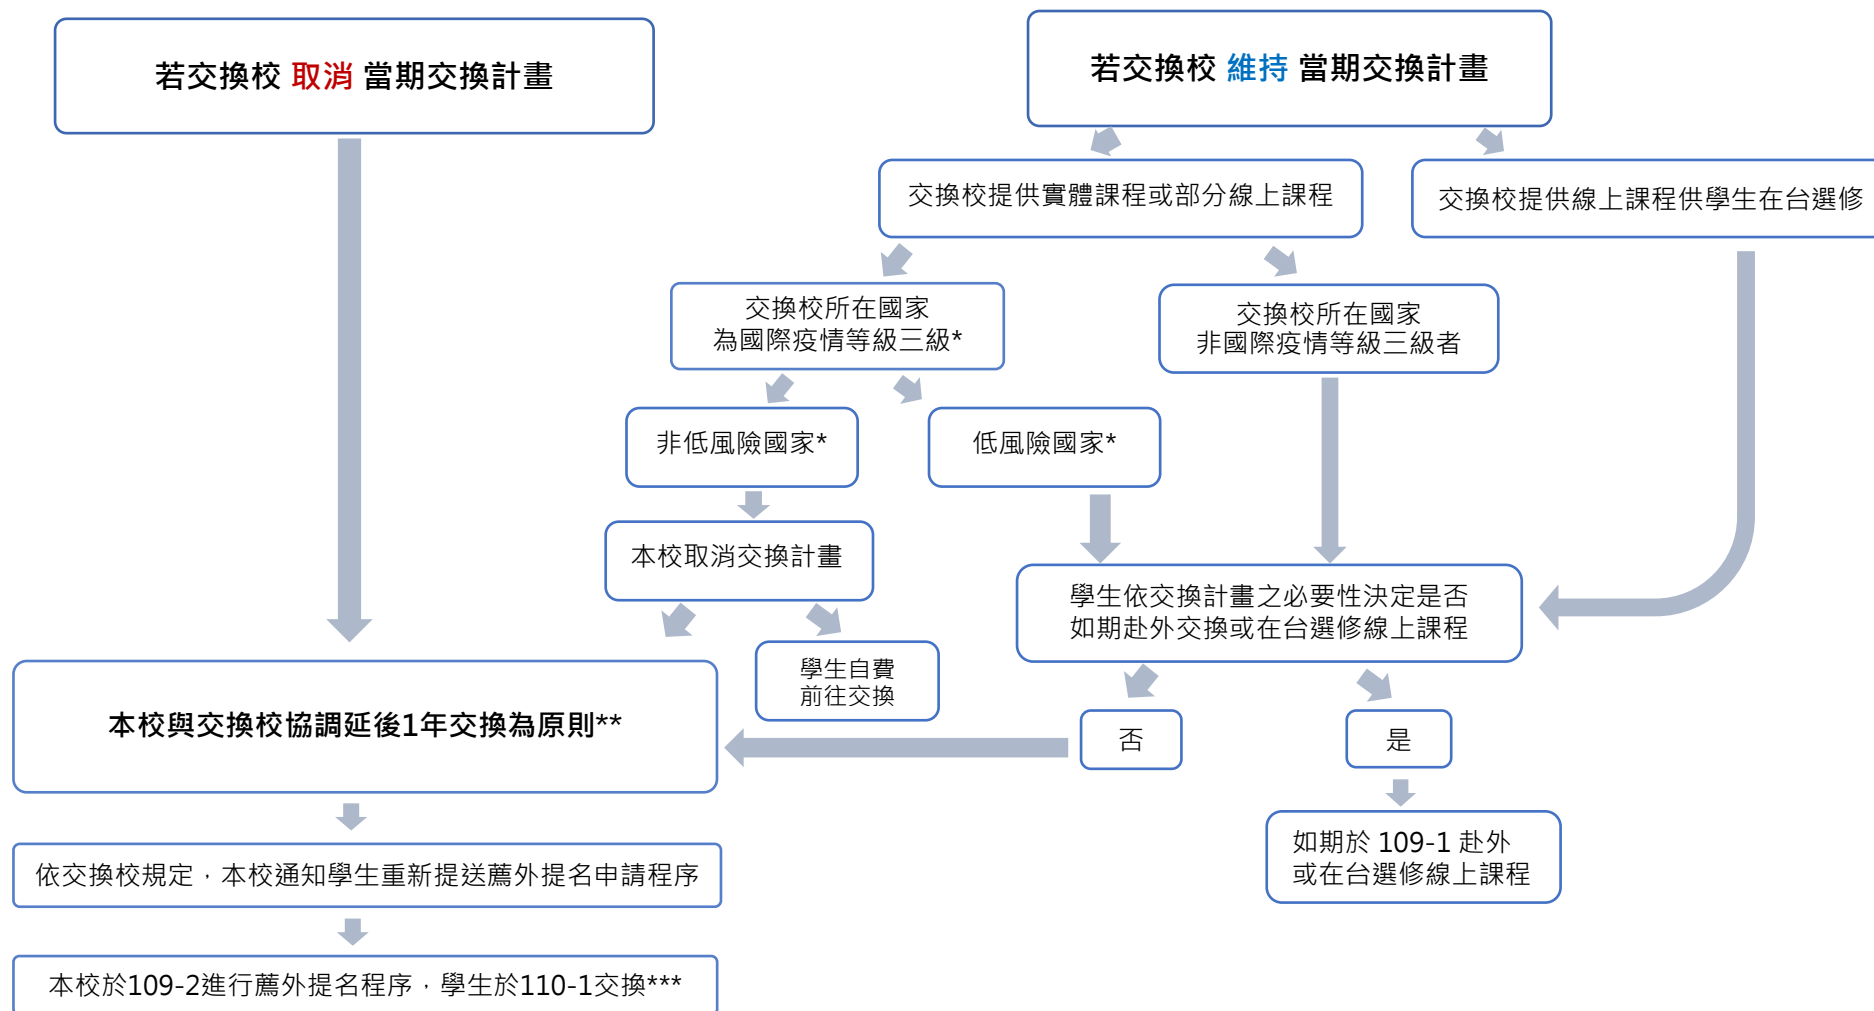 若交換校 取消 當期交換計畫
若交換校 維持 當期交換計畫
交換校提供實體課程或部分線上課程
交換校提供線上課程供學生在台選修
交換校所在國家
為國際疫情等級三級*
交換校所在國家
非國際疫情等級三級者
非低風險國家*
低風險國家*
本校取消交換計畫
學生依交換計畫之必要性決定是否
如期赴外交換或在台選修線上課程
學生自費
前往交換
本校與交換校協調延後1年交換為原則**
否
是
如期於 109-1 赴外
或在台選修線上課程
依交換校規定，本校通知學生重新提送薦外提名申請程序
本校於109-2進行薦外提名程序，學生於110-1交換***